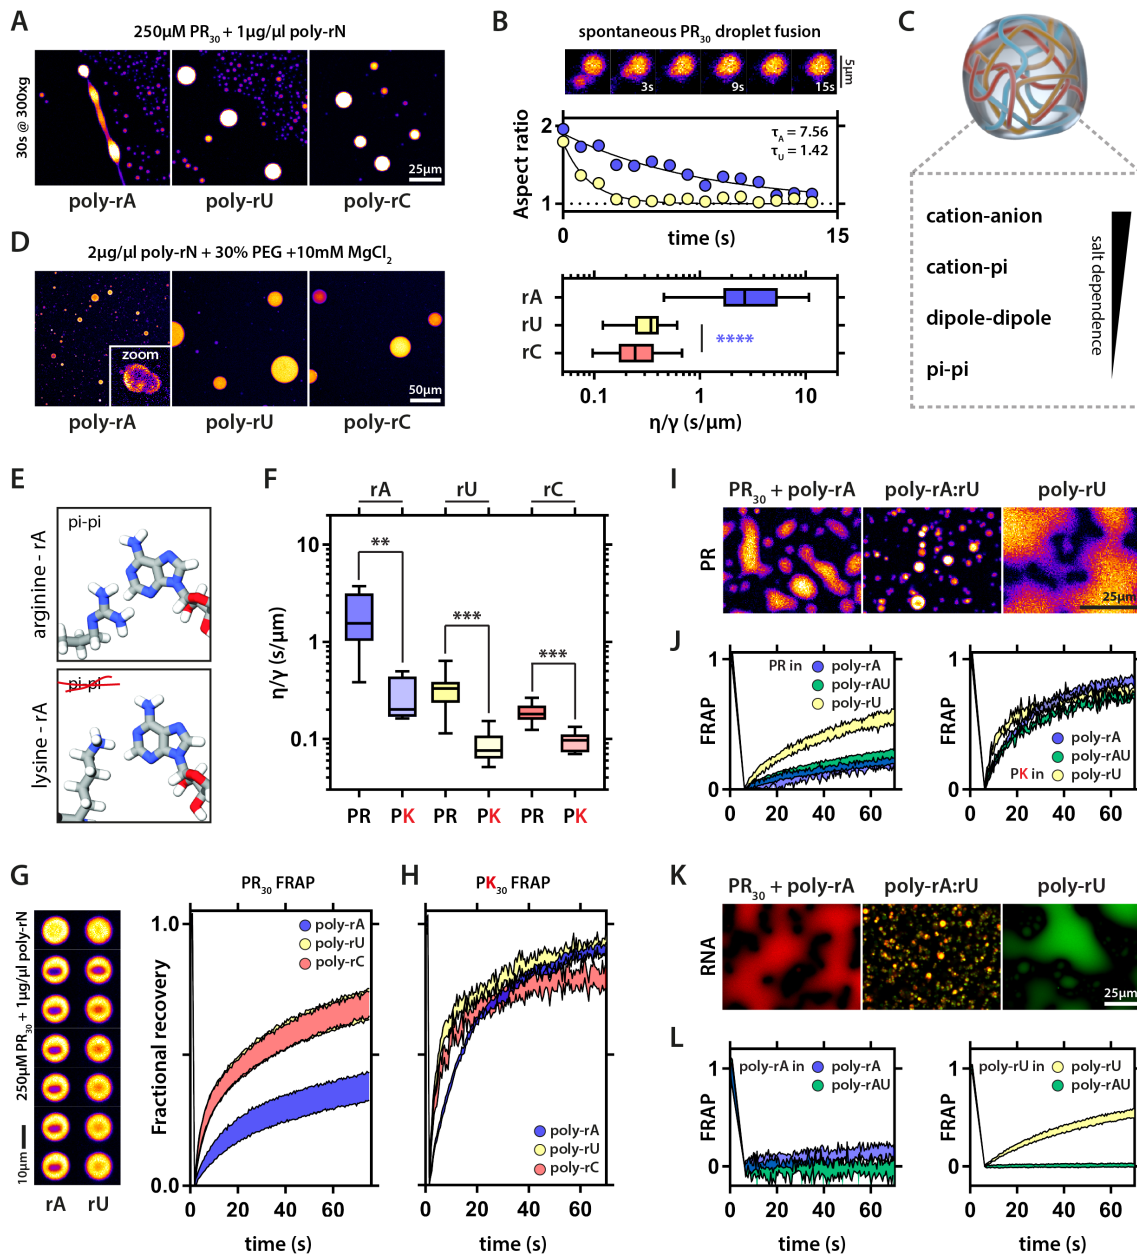 A
250μM PR30 + 1μg/μl poly-rN
30s @ 300xg
25μm
poly-rA
poly-rU
poly-rC
B
spontaneous PR30 droplet fusion
3s
9s
15s
5μm
Aspect ratio
2
1
τA = 7.56
τU = 1.42
0
15
time (s)
rA
rU
rC
****
0.1
1
10
η/γ (s/μm)
C
cation-anion
cation-pi
dipole-dipole
pi-pi
salt dependence
D
2μg/μl poly-rN + 30% PEG +10mM MgCl2
zoom
50μm
poly-rA
poly-rU
poly-rC
E
pi-pi
arginine - rA
pi-pi
lysine - rA
F
rA
rU
rC
**
***
***
10
1
0.1
η/γ (s/μm)
PR
PK
PR
PK
PR
PK
G
250μM PR30 + 1μg/μl poly-rN
10μm
rA
rU
PR30 FRAP
poly-rA
poly-rU
poly-rC
1.0
0.0
Fractional recovery
0
20
40
60
time (s)
H
PK30 FRAP
poly-rA
poly-rU
poly-rC
0
20
40
60
time (s)
I
PR30 + poly-rA
poly-rA:rU
poly-rU
PR
25μm
J
FRAP
1
0
PR in
poly-rA
poly-rAU
poly-rU
0
20
40
60
FRAP
1
0
poly-rA
poly-rAU
PK in
poly-rU
0
20
40
60
K
PR30 + poly-rA
poly-rA:rU
poly-rU
RNA
25μm
L
FRAP
1
0
poly-rA in
poly-rA
poly-rAU
0
20
40
60
time (s)
FRAP
1
0
poly-rU in
poly-rU
poly-rAU
0
20
40
60
time (s)